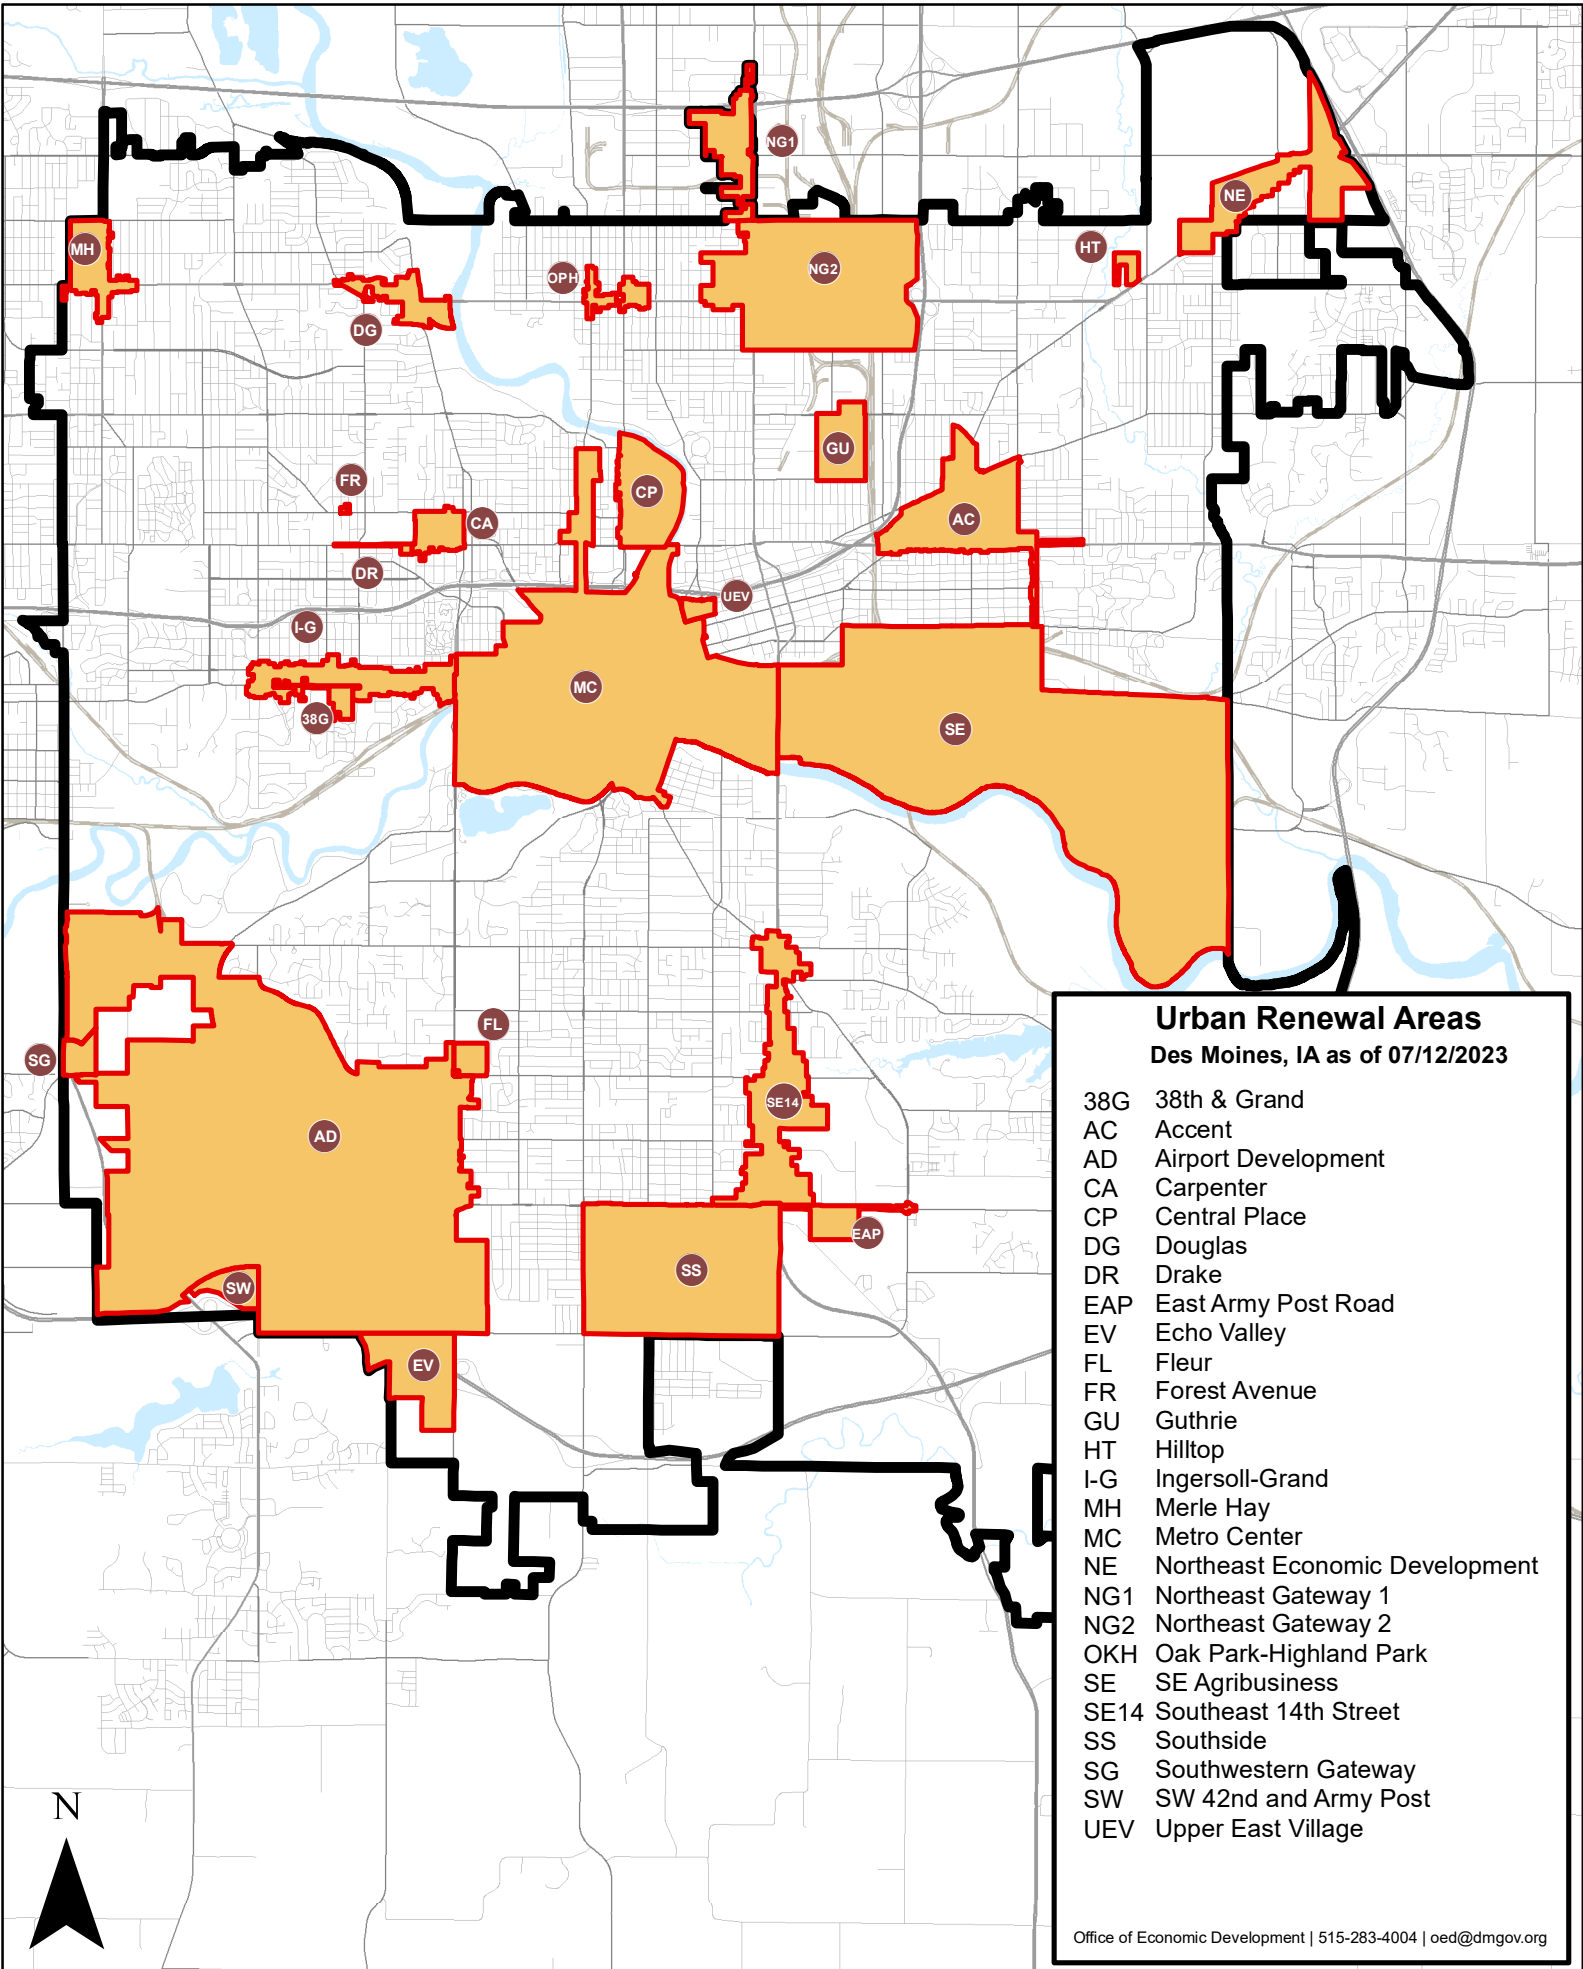 NG1
NE
MH
HT
NG2
OPH
DG
GU
FR
CP
CA
AC
DR
UEV
I-G
MC
38G
SE
FL
SG
SE14
AD
EAP
SS
SW
EV
N
Urban Renewal Areas
Des Moines, IA as of 07/12/2023
38G 38th & Grand
AC Accent
AD Airport Development
CA Carpenter
CP Central Place
DG Douglas
DR Drake
EAP East Army Post Road
EV Echo Valley
FL Fleur
FR Forest Avenue
GU Guthrie
HT Hilltop
I-G Ingersoll-Grand
MH Merle Hay
MC Metro Center
NE Northeast Economic Development
NG1 Northeast Gateway 1
NG2 Northeast Gateway 2
OKH Oak Park-Highland Park
SE SE Agribusiness
SE14 Southeast 14th Street
SS Southside
SG Southwestern Gateway
SW SW 42nd and Army Post
UEV Upper East Village
Office of Economic Development | 515-283-4004 | oed@dmgov.org